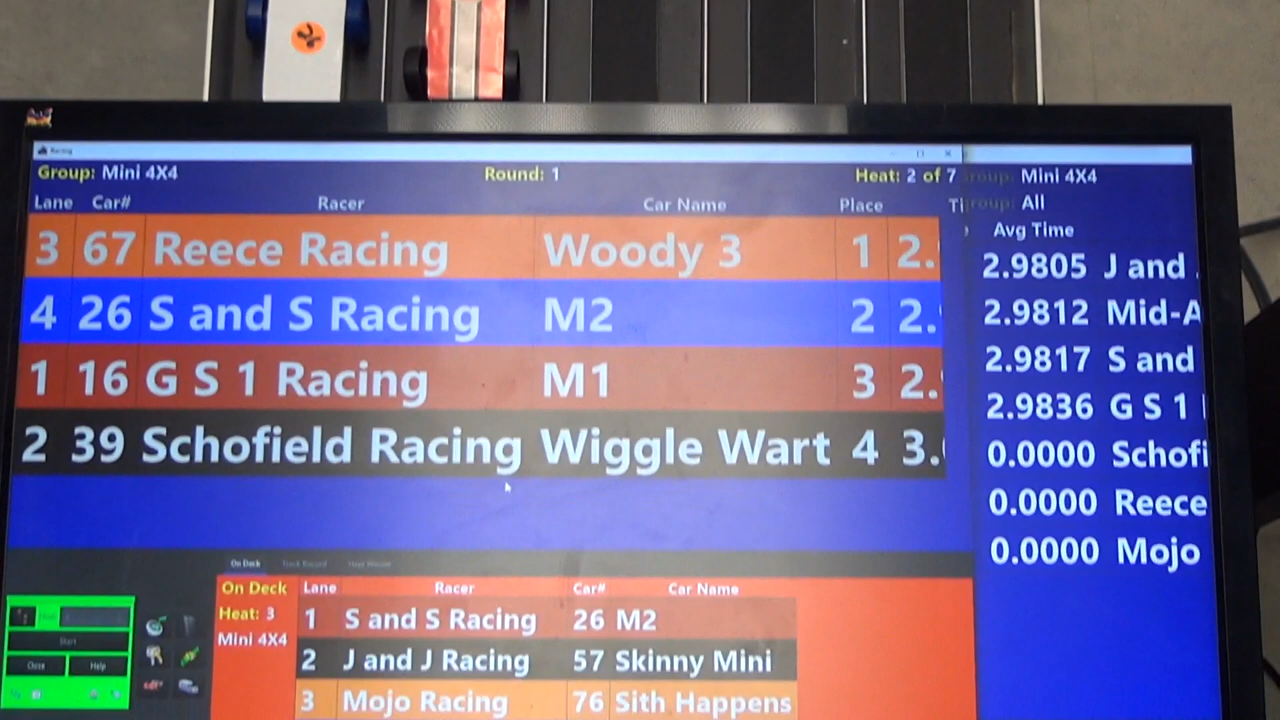 Racing
Group: Mini 4X4 Round: 1 Heat: 2 of 7
Lane Car# Racer Car Name Place
3 67 Reece Racing Woody 3 1 2.
4 26 S and S Racing M2 2 2.
1 16 G S 1 Racing M1 3 2.
2 39 Schofield Racing Wiggle Wart 4 3.
Group: Mini 4X4
group: All
Avg Time
2.9805 J and
2.9812 Mid-A
2.9817 S and
2.9836 G S 1
0.0000 Schofi
0.0000 Reece
0.0000 Mojo
On Deck
On Deck Lane Racer Car# Car Name
Heat: 3
Mini 4X4
1 S and S Racing 26 M2
2 J and J Racing 57 Skinny Mini
3 Mojo Racing 76 Sith Happens
Start
Close Help